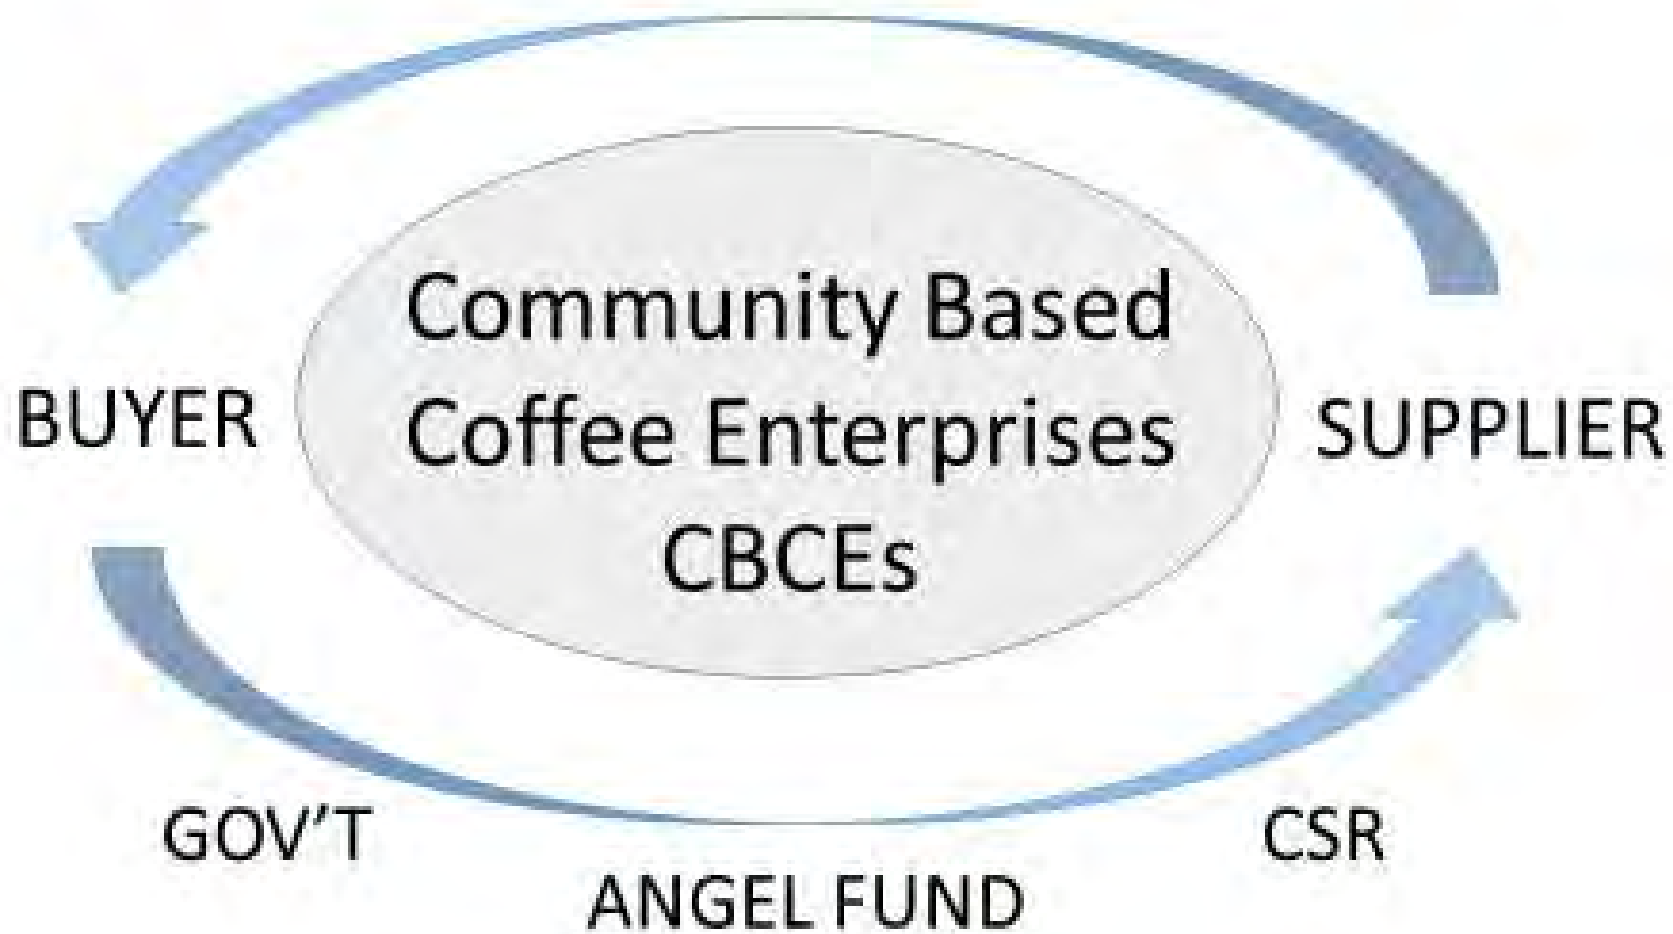 Community Based
Coffee Enterprises
CBCEs
BUYER
SUPPLIER
GOV'T
ANGEL FUND
CSR